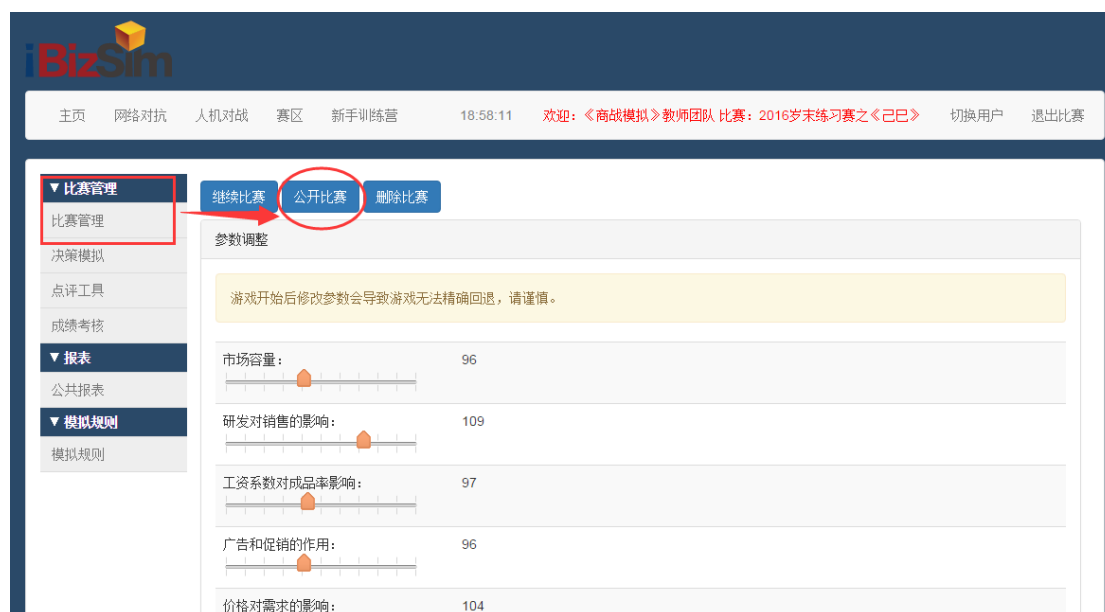 iBizSim
主页 网络对抗 人机对战 赛区 新手训练营 18:58:11 欢迎：《商战模拟》教师团队 比赛：2016岁末练习赛之《己巳》 切换用户 退出比赛
▼ 比赛管理
比赛管理
决策模拟
点评工具
成绩考核
▼ 报表
公共报表
▼ 模拟规则
模拟规则
继续比赛 公开比赛 删除比赛
参数调整
游戏开始后修改参数会导致游戏无法精确回退，请谨慎。
市场容量： 96
研发对销售的影响： 109
工资系数对成品率影响： 97
广告和促销的作用： 96
价格对需求的影响： 104